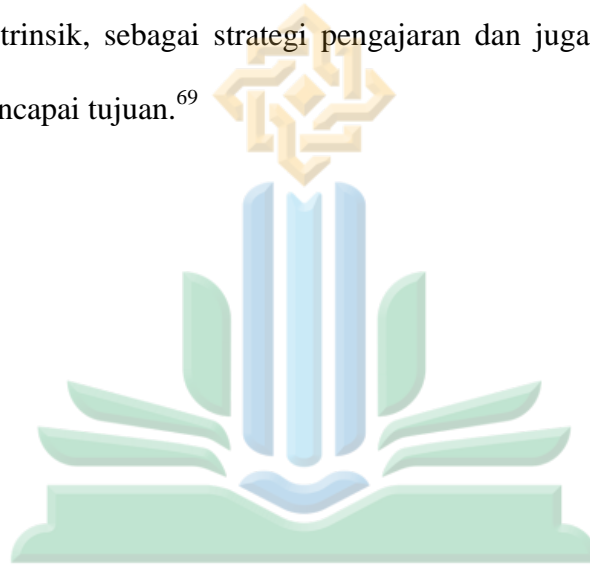 trinsik, sebagai strategi pengajaran dan juga
ncapai tujuan.69